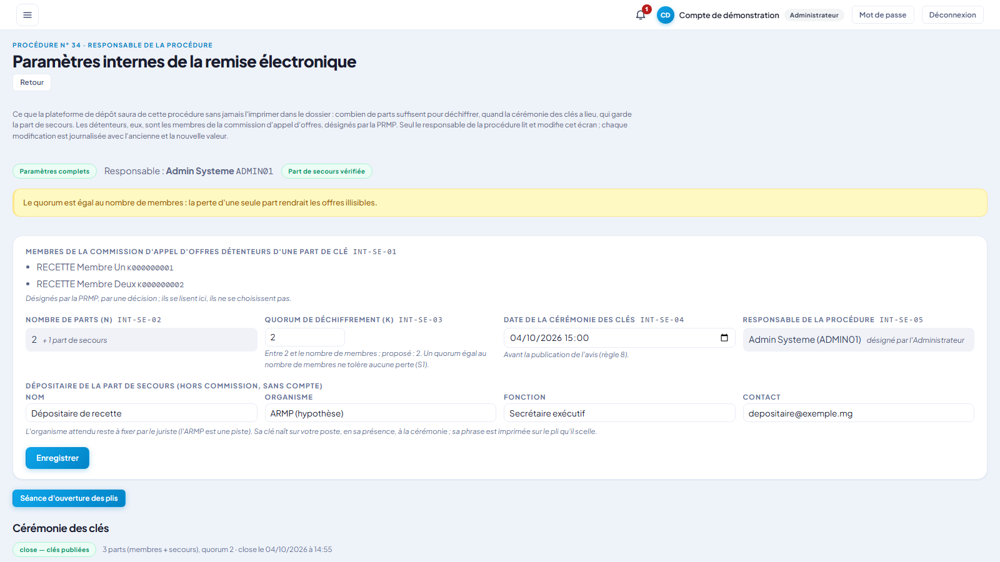 1
CD
Compte de démonstration
Administrateur
Mot de passe
Déconnexion
PROCÉDURE N° 34 · RESPONSABLE DE LA PROCÉDURE
Paramètres internes de la remise électronique
Retour
Ce que la plateforme de dépôt saura de cette procédure sans jamais l'imprimer dans le dossier : combien de parts suffisent pour déchiffrer, quand la cérémonie des clés a lieu, qui garde
la part de secours. Les détenteurs, eux, sont les membres de la commission d'appel d'offres, désignés par la PRMP. Seul le responsable de la procédure lit et modifie cet écran ; chaque
modification est journalisée avec l'ancienne et la nouvelle valeur.
Paramètres complets
Responsable : Admin Systeme ADMIN01
Part de secours vérifiée
Le quorum est égal au nombre de membres : la perte d'une seule part rendrait les offres illisibles.
MEMBRES DE LA COMMISSION D'APPEL D'OFFRES DÉTENTEURS D'UNE PART DE CLÉ INT-SE-01
• RECETTE Membre Un K000000001
• RECETTE Membre Deux K000000002
Désignés par la PRMP, par une décision ; ils se lisent ici, ils ne se choisissent pas.
NOMBRE DE PARTS (N) INT-SE-02
2 + 1 part de secours
QUORUM DE DÉCHIFFREMENT (K) INT-SE-03
2
Entre 2 et le nombre de membres ; proposé : 2. Un quorum égal au
nombre de membres ne tolère aucune perte (S1).
DATE DE LA CÉRÉMONIE DES CLÉS INT-SE-04
04/10/2026 15:00
Avant la publication de l'avis (règle 8).
RESPONSABLE DE LA PROCÉDURE INT-SE-05
Admin Systeme (ADMIN01) désigné par l'Administrateur
DÉPOSITAIRE DE LA PART DE SECOURS (HORS COMMISSION, SANS COMPTE)
NOM
Dépositaire de recette
ORGANISME
ARMP (hypothèse)
FONCTION
Secrétaire exécutif
CONTACT
depositaire@exemple.mg
L'organisme attendu reste à fixer par le juriste (l'ARMP est une piste). Sa clé naît sur votre poste, en sa présence, à la cérémonie ; sa phrase est imprimée sur le pli qu'il scelle.
Enregistrer
Séance d'ouverture des plis
Cérémonie des clés
close — clés publiées
3 parts (membres + secours), quorum 2 · close le 04/10/2026 à 14:55